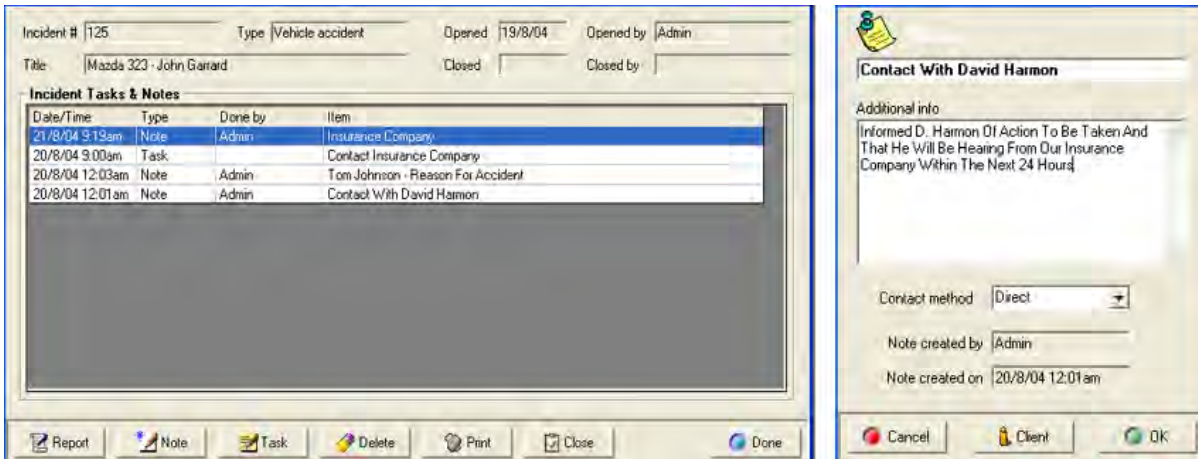 Incident # 125 Type Vehicle accident Opened 19/8/04 Opened by Admin
Title Mazda 323 - John Garrard Closed Closed by
Incident Tasks & Notes
Date/Time Type Done by Item
21/8/04 9:19am Note Admin Insurance Company
20/8/04 9:00am Task Contact Insurance Company
20/8/04 12:03am Note Admin Tom Johnson - Reason For Accident
20/8/04 12:01am Note Admin Contact With David Harmon
Report Note Task Delete Print Close Done
Contact With David Harmon
Additional info
Informed D. Harmon Of Action To Be Taken And
That He Will Be Hearing From Our Insurance
Company Within The Next 24 Hours
Contact method Direct
Note created by Admin
Note created on 20/8/04 12:01am
Cancel Client OK